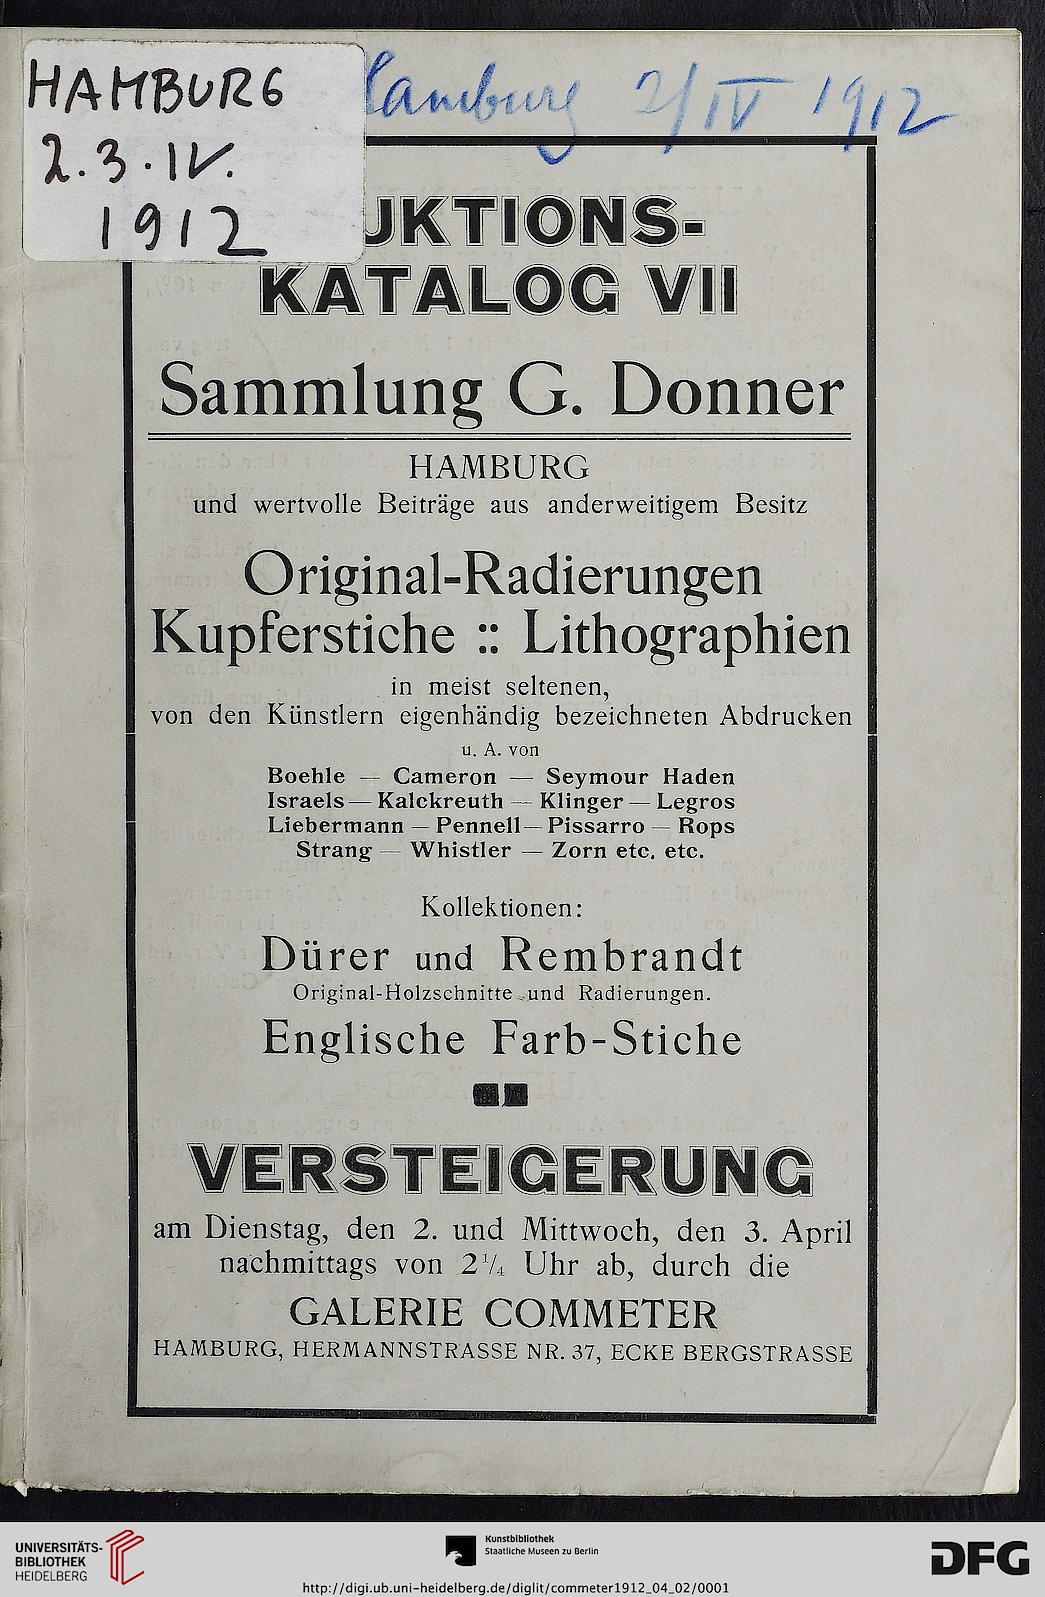 HAMBURG
2.3.IV.
1912
Hamburg 2/IV 1912
UKTIONS-
KATALOG VII
Sammlung G. Donner
HAMBURG
und wertvolle Beiträge aus anderweitigem Besitz
Original-Radierungen
Kupferstiche :: Lithographien
in meist seltenen,
von den Künstlern eigenhändig bezeichneten Abdrucken
u. A. von
Boehle — Cameron — Seymour Haden
Israels — Kalckreuth — Klinger — Legros
Liebermann — Pennell — Pissarro — Rops
Strang — Whistler — Zorn etc. etc.
Kollektionen:
Dürer und Rembrandt
Original-Holzschnitte und Radierungen.
Englische Farb-Stiche
VERSTEIGERUNG
am Dienstag, den 2. und Mittwoch, den 3. April
nachmittags von 2¼ Uhr ab, durch die
GALERIE COMMETER
HAMBURG, HERMANNSTRASSE NR. 37, ECKE BERGSTRASSE
UNIVERSITÄTS-
BIBLIOTHEK
HEIDELBERG
Kunstbibliothek
Staatliche Museen zu Berlin
DFG
http://digi.ub.uni-heidelberg.de/diglit/commeter1912_04_02/0001